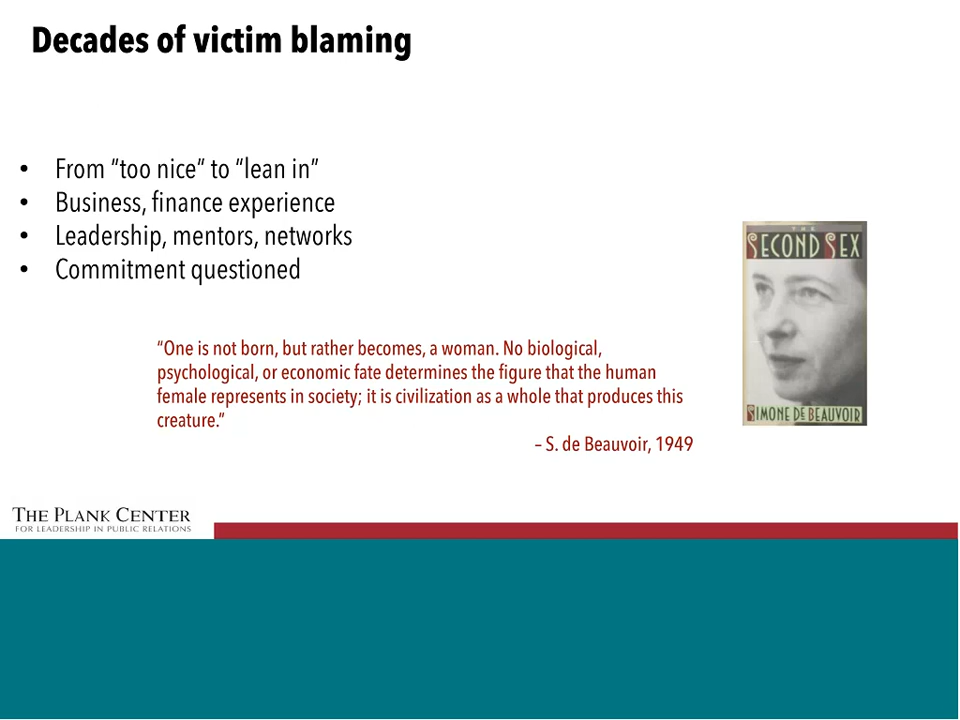 Decades of victim blaming
• From “too nice“ to “lean in”
• Business, finance experience
• Leadership, mentors, networks
• Commitment questioned
“One is not born, but rather becomes, a woman. No biological,
psychological, or economic fate determines the figure that the human
female represents in society; it is civilization as a whole that produces this
creature.”
– S. de Beauvoir, 1949
THE
SECOND SEX
SIMONE DE BEAUVOIR
THE PLANK CENTER
FOR LEADERSHIP IN PUBLIC RELATIONS